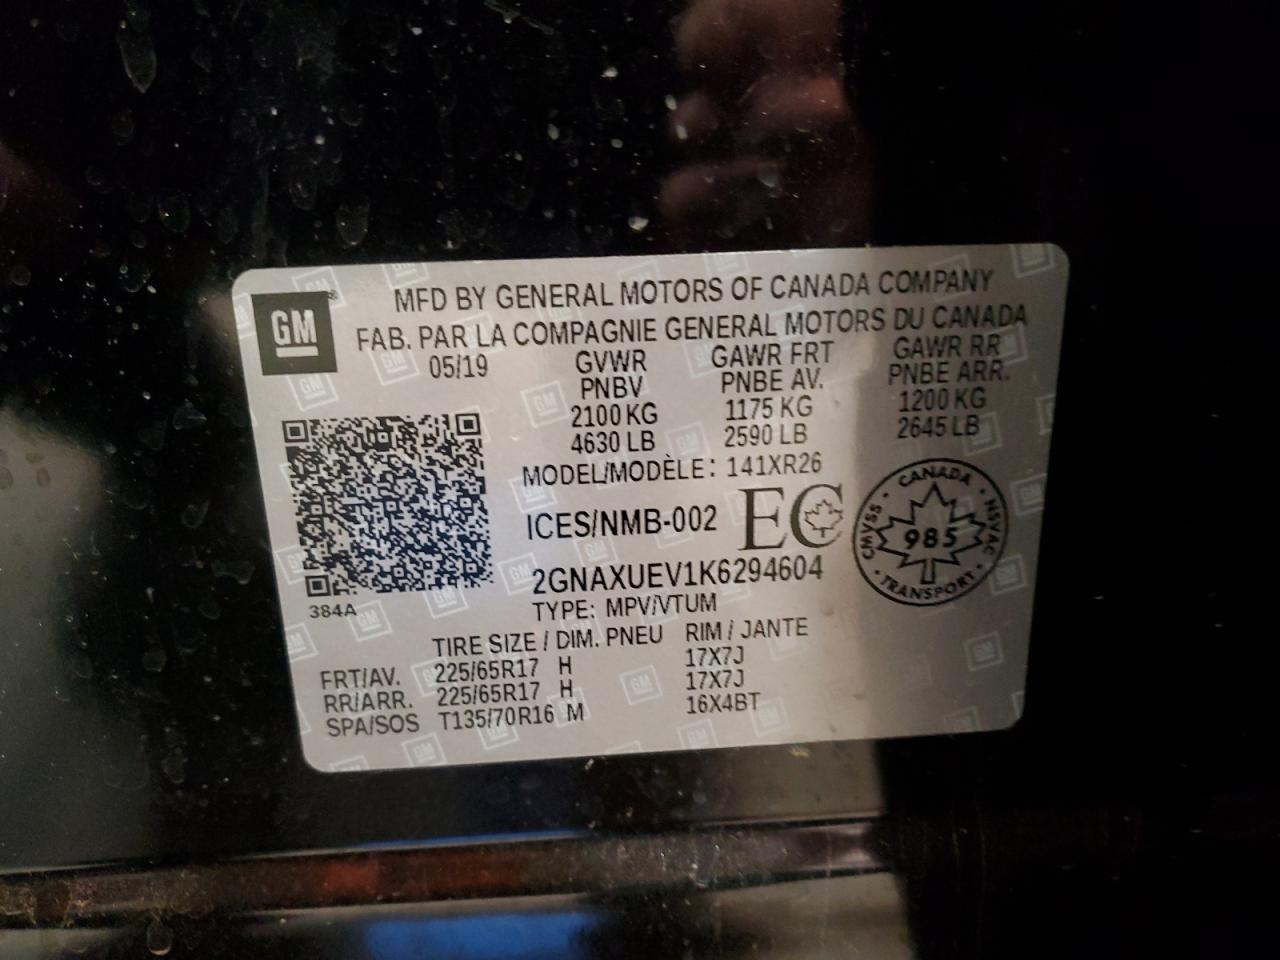 GM
MFD BY GENERAL MOTORS OF CANADA COMPANY
FAB. PAR LA COMPAGNIE GENERAL MOTORS DU CANADA
05/19 GVWR GAWR FRT GAWR RR
PNBV PNBE AV. PNBE ARR.
2100 KG 1175 KG 1200 KG
4630 LB 2590 LB 2645 LB
MODEL/MODÈLE: 141XR26
ICES/NMB-002 EC
CANADA
CMVSS 985 NSVAC
TRANSPORT
2GNAXUEV1K6294604
384A TYPE: MPV/VTUM
TIRE SIZE / DIM. PNEU RIM / JANTE
FRT/AV. 225/65R17 H 17X7J
RR/ARR. 225/65R17 H 17X7J
SPA/SOS T135/70R16 M 16X4BT